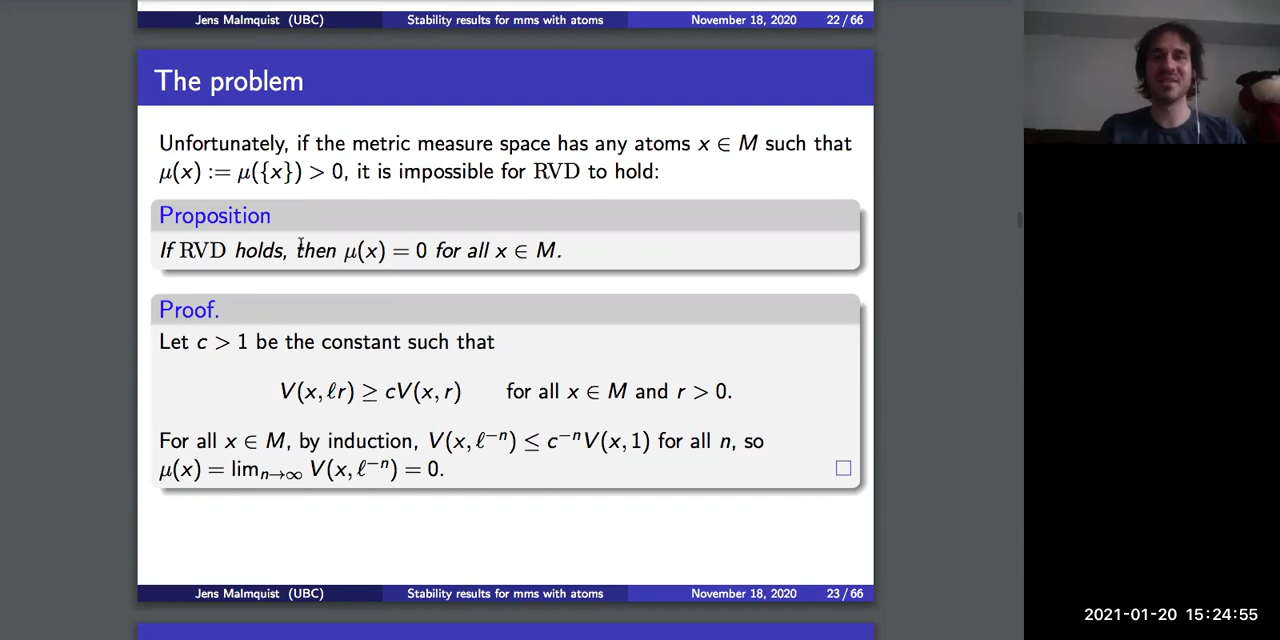 Jens Malmquist (UBC) Stability results for mms with atoms November 18, 2020 22 / 66
The problem
Unfortunately, if the metric measure space has any atoms x ∈ M such that
μ(x) := μ({x}) > 0, it is impossible for RVD to hold:
Proposition
If RVD holds, then μ(x) = 0 for all x ∈ M.
Proof.
Let c > 1 be the constant such that
V(x, ℓr) ≥ cV(x, r) for all x ∈ M and r > 0.
For all x ∈ M, by induction, V(x, ℓ⁻ⁿ) ≤ c⁻ⁿV(x, 1) for all n, so
μ(x) = limₙ→∞ V(x, ℓ⁻ⁿ) = 0. □
Jens Malmquist (UBC) Stability results for mms with atoms November 18, 2020 23 / 66
2021-01-20 15:24:55